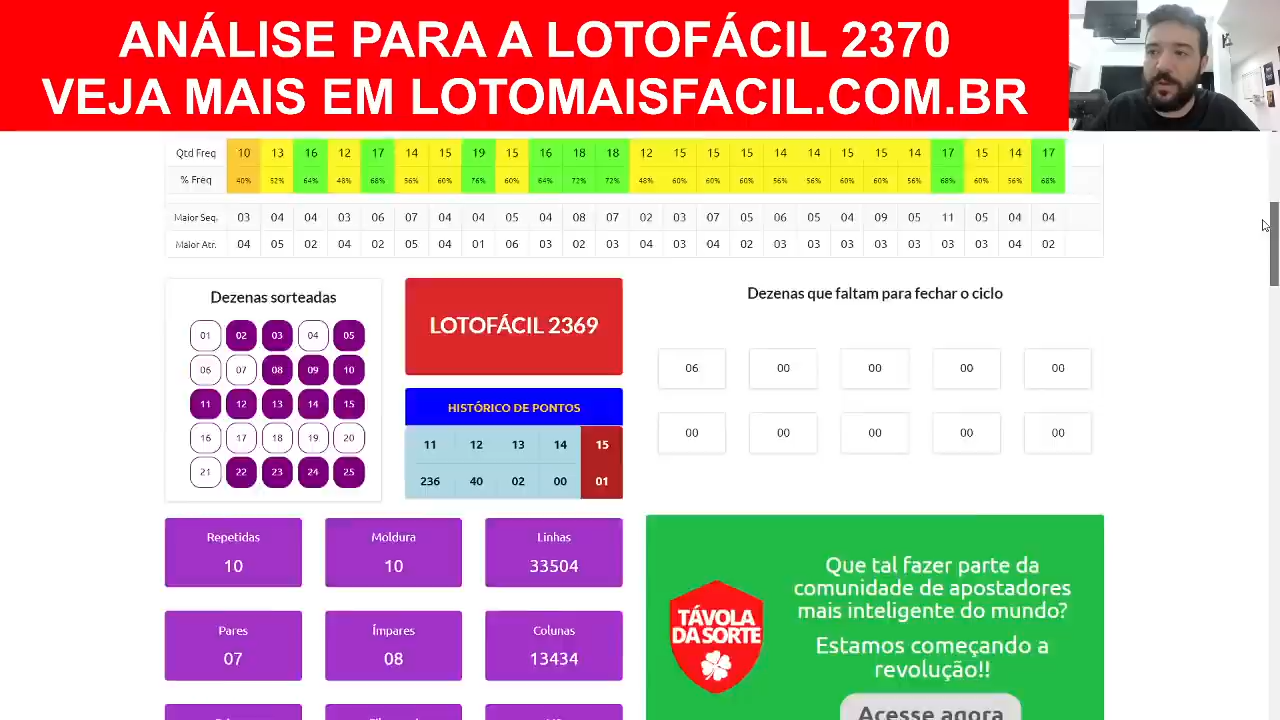 ANÁLISE PARA A LOTOFÁCIL 2370
VEJA MAIS EM LOTOMAISFACIL.COM.BR
Qtd Freq 10 13 16 12 17 14 15 19 15 16 18 18 12 15 15 15 14 14 15 15 14 17 15 14 17
% Freq 40% 52% 64% 48% 68% 56% 60% 76% 60% 64% 72% 72% 48% 60% 60% 60% 56% 56% 60% 60% 56% 68% 60% 56% 68%
Maior Seq. 03 04 04 03 06 07 04 04 05 04 08 07 02 03 07 05 06 05 04 09 05 11 05 04 04
Maior Atr. 04 05 02 04 02 05 04 01 06 03 02 03 04 03 04 02 03 03 03 03 03 03 03 04 02
Dezenas sorteadas
01 02 03 04 05
06 07 08 09 10
11 12 13 14 15
16 17 18 19 20
21 22 23 24 25
LOTOFÁCIL 2369
HISTÓRICO DE PONTOS
11 12 13 14 15
236 40 02 00 01
Dezenas que faltam para fechar o ciclo
06 00 00 00 00
00 00 00 00 00
Repetidas
10
Moldura
10
Linhas
33504
Pares
07
Ímpares
08
Colunas
13434
TÁVOLA
DA SORTE
Que tal fazer parte da
comunidade de apostadores
mais inteligente do mundo?
Estamos começando a
revolução!!
Acesse agora